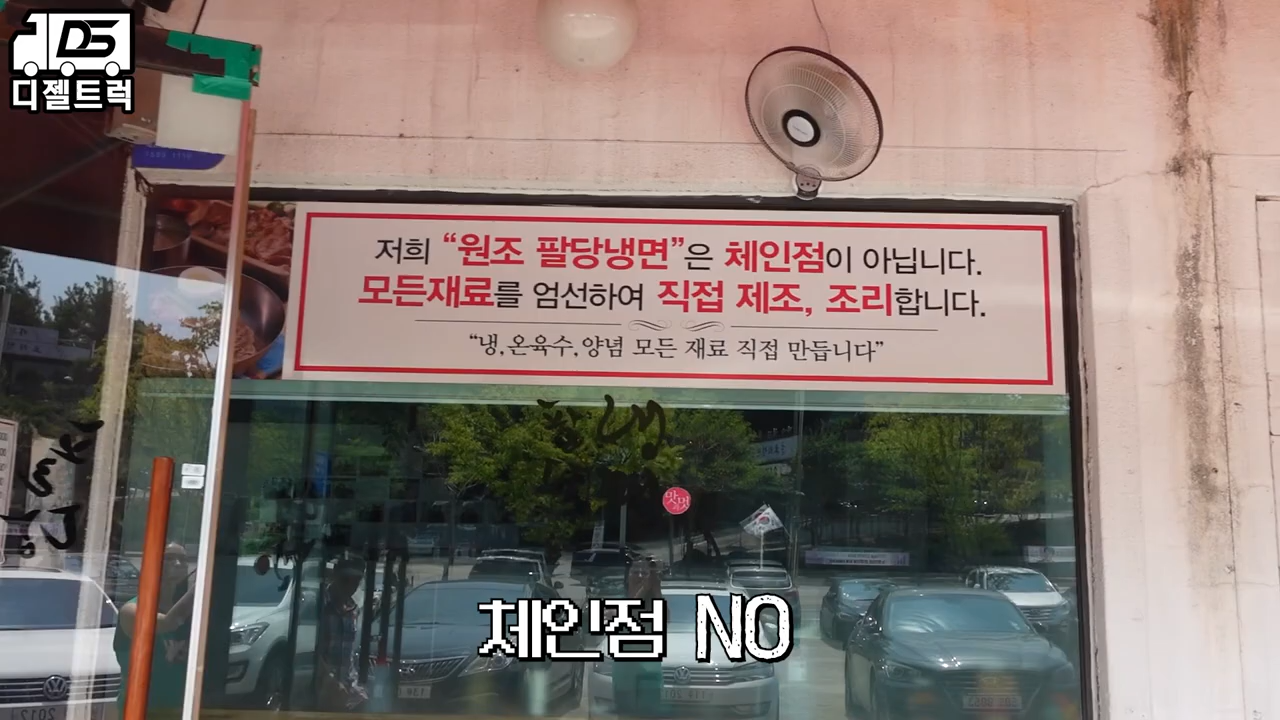 DS
디젤트럭
저희 “원조 팔당냉면”은 체인점이 아닙니다.
모든재료를 엄선하여 직접 제조, 조리합니다.
“냉,온육수,양념 모든 재료 직접 만듭니다”
체인점 NO